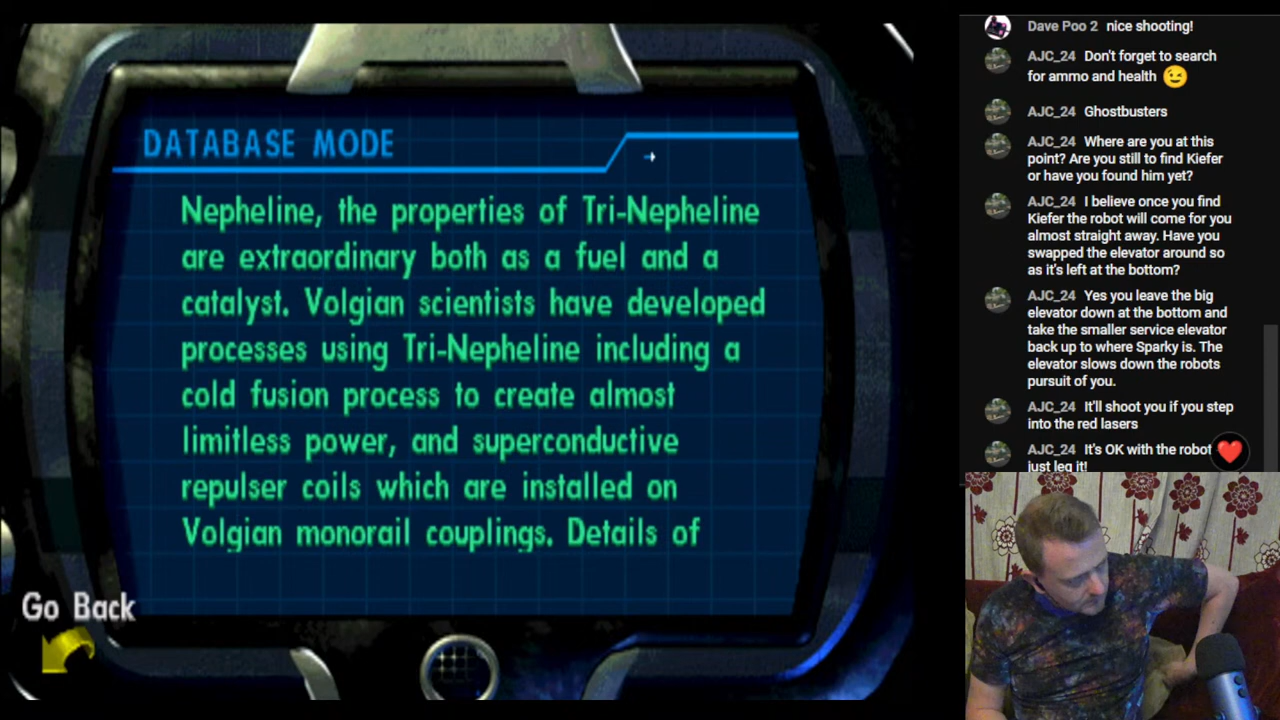 DATABASE MODE
Nepheline, the properties of Tri-Nepheline
are extraordinary both as a fuel and a
catalyst. Volgian scientists have developed
processes using Tri-Nepheline including a
cold fusion process to create almost
limitless power, and superconductive
repulser coils which are installed on
Volgian monorail couplings. Details of
Go Back
Dave Poo 2 nice shooting!
AJC_24 Don't forget to search
for ammo and health 😉
AJC_24 Ghostbusters
AJC_24 Where are you at this
point? Are you still to find Kiefer
or have you found him yet?
AJC_24 I believe once you find
Kiefer the robot will come for you
almost straight away. Have you
swapped the elevator around so
as it's left at the bottom?
AJC_24 Yes you leave the big
elevator down at the bottom and
take the smaller service elevator
back up to where Sparky is. The
elevator slows down the robots
pursuit of you.
AJC_24 It'll shoot you if you step
into the red lasers
AJC_24 It's OK with the robot
just leg it!